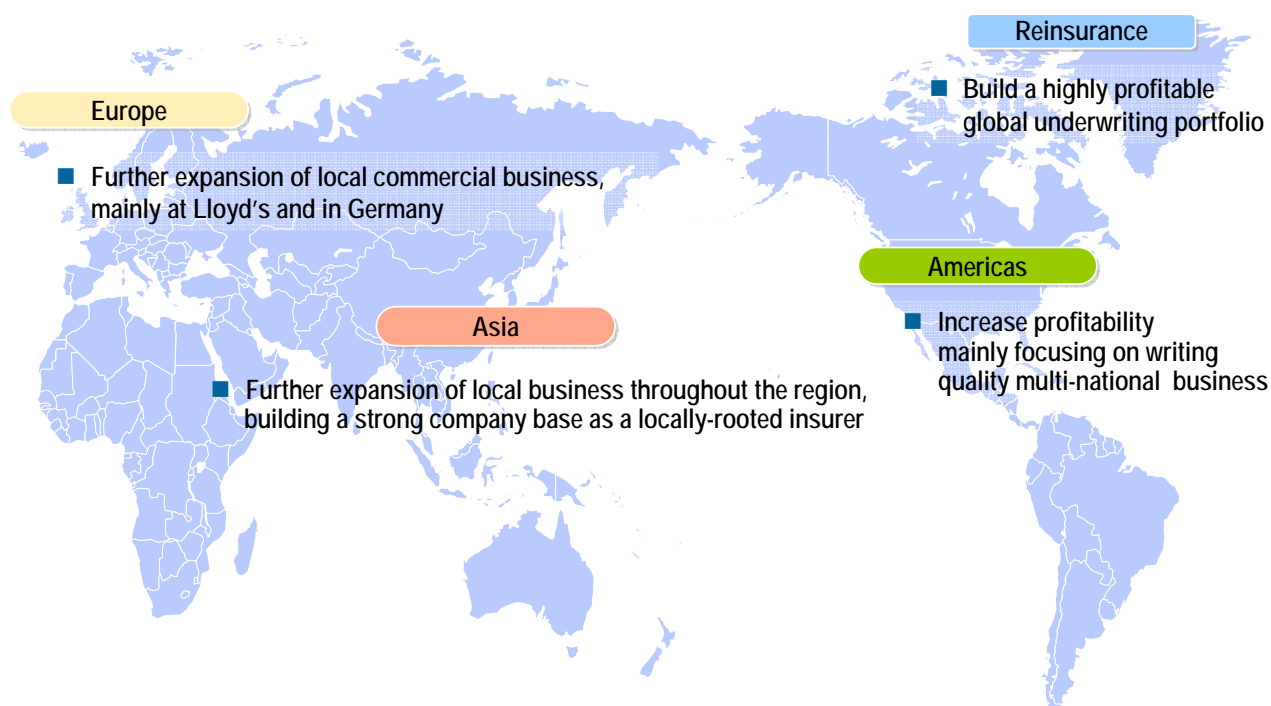 Reinsurance
■ Build a highly profitable
global underwriting portfolio
Europe
■ Further expansion of local commercial business,
mainly at Lloyd's and in Germany
Americas
■ Increase profitability
mainly focusing on writing
quality multi-national business
Asia
■ Further expansion of local business throughout the region,
building a strong company base as a locally-rooted insurer